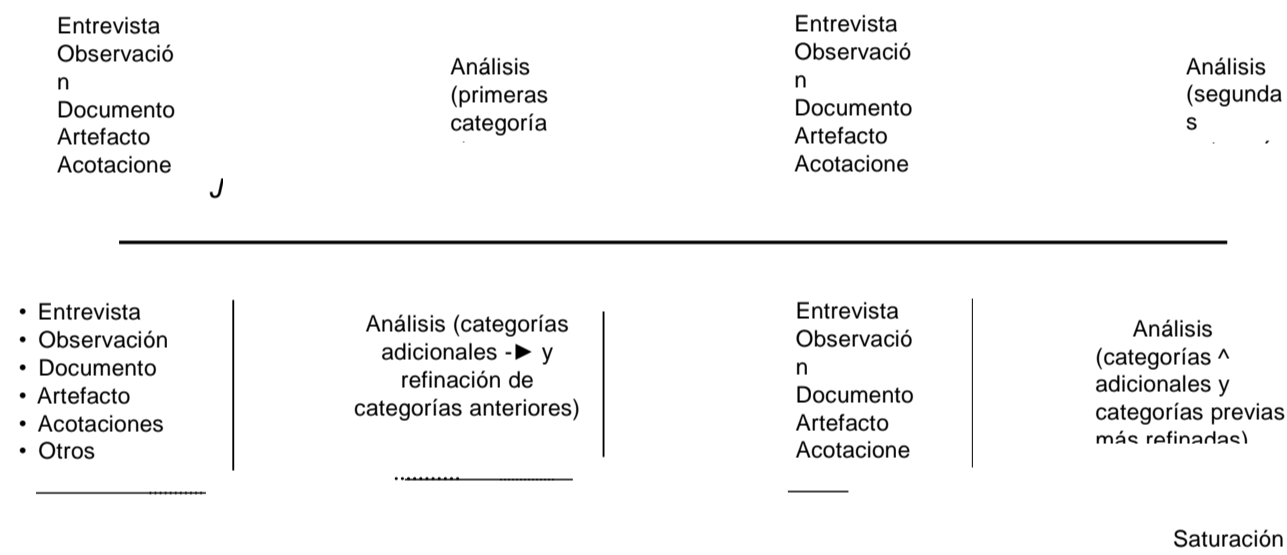 Entrevista
Observació
n
Documento
Artefacto
Acotacione
J
Análisis
(primeras
categoría
Entrevista
Observació
n
Documento
Artefacto
Acotacione
Análisis
(segunda
s
• Entrevista
• Observación
• Documento
• Artefacto
• Acotaciones
• Otros
Análisis (categorías
adicionales -► y
refinación de
categorías anteriores)
Entrevista
Observació
n
Documento
Artefacto
Acotacione
Análisis
(categorías ^
adicionales y
categorías previas
más refinadas)
Saturación